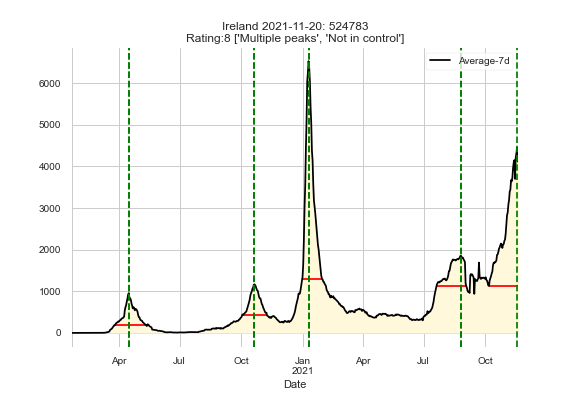 Ireland 2021-11-20: 524783
Rating:8 ['Multiple peaks', 'Not in control']
Average-7d
6000
5000
4000
3000
2000
1000
0
Apr Jul Oct Jan Apr Jul Oct
2021
Date